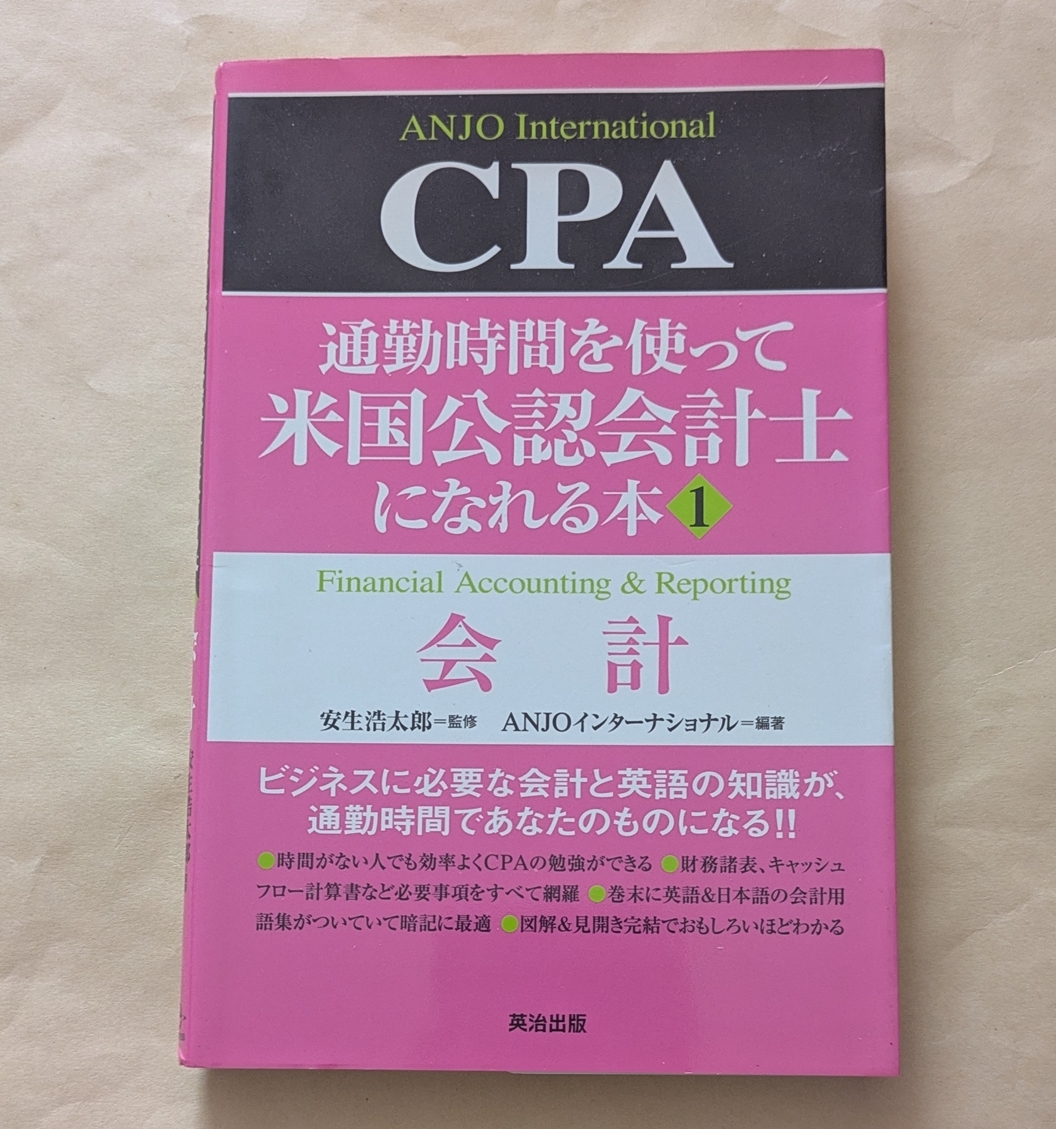 ANJO International
CPA
通勤時間を使って
米国公認会計士
になれる本1
Financial Accounting & Reporting
会 計
安生浩太郎＝監修 ANJOインターナショナル＝編著
ビジネスに必要な会計と英語の知識が、
通勤時間であなたのものになる!!
●時間がない人でも効率よくCPAの勉強ができる ●財務諸表、キャッシュ
フロー計算書など必要事項をすべて網羅 ●巻末に英語&日本語の会計用
語集がついていて暗記に最適 ●図解&見開き完結でおもしろいほどわかる
英治出版